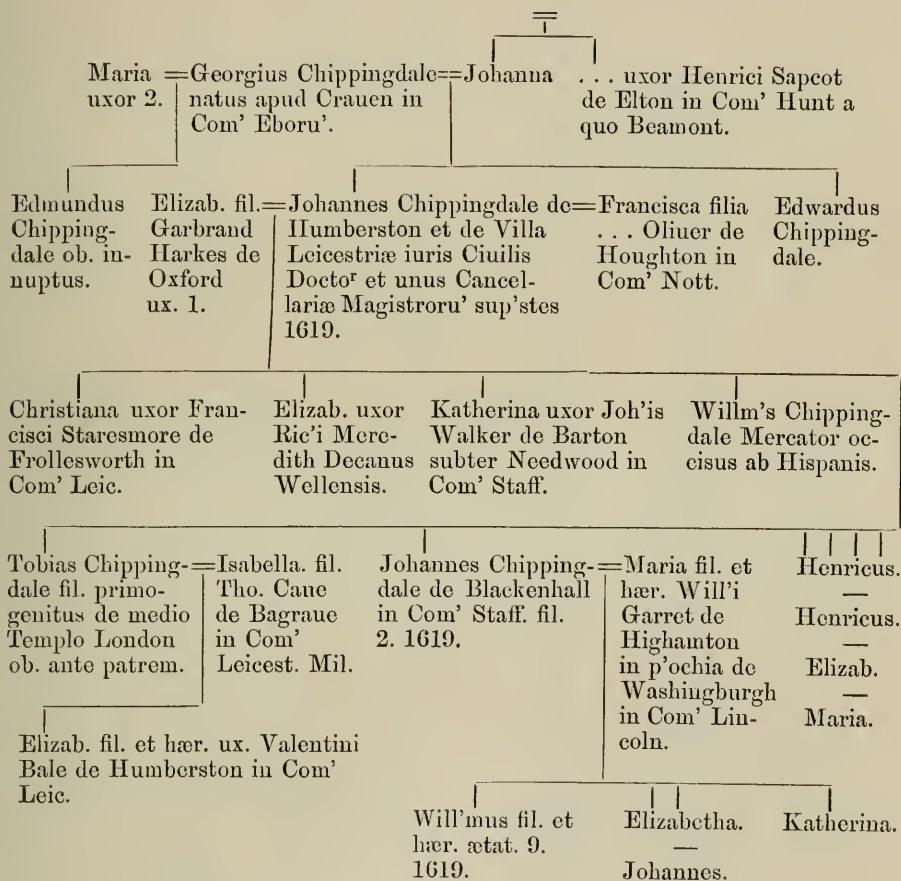 Maria =Georgius Chippingdale==Johanna . . . uxor Henrici Sapcot
uxor 2. natus apud Crauen in de Elton in Com' Hunt a
Com' Eboru'. quo Beamont.
Edmundus
Chipping-
dale ob. in-
nuptus.
Elizab. fil.
Garbrand
Harkes de
Oxford
ux. 1.
=Johannes Chippingdale de=
Humberston et de Villa
Leicestriæ iuris Ciuilis
Doctoʳ et unus Cancel-
lariæ Magistroru' sup'stes
1619.
Francisca filia
. . . Oliuer de
Houghton in
Com' Nott.
Edwardus
Chipping-
dale.
Christiana uxor Fran-
cisci Staresmore de
Frollesworth in
Com' Leic.
Elizab. uxor
Ric'i Mere-
dith Decanus
Wellensis.
Katherina uxor Joh'is
Walker de Barton
subter Needwood in
Com' Staff.
Willm's Chipping-
dale Mercator oc-
cisus ab Hispanis.
Tobias Chipping-=
dale fil. primo-
genitus de medio
Templo London
ob. ante patrem.
Isabella. fil.
Tho. Caue
de Bagraue
in Com'
Leicest. Mil.
Johannes Chipping-=
dale de Blackenhall
in Com' Staff. fil.
2. 1619.
Maria fil. et
hær. Will'i
Garret de
Highamton
in p'ochia de
Washingburgh
in Com' Lin-
coln.
Henricus.
—
Henricus.
—
Elizab.
—
Maria.
Elizab. fil. et hær. ux. Valentini
Bale de Humberston in Com'
Leic.
Will'mus fil. et
hær. ætat. 9.
1619.
Elizabetha.
—
Johannes.
Katherina.